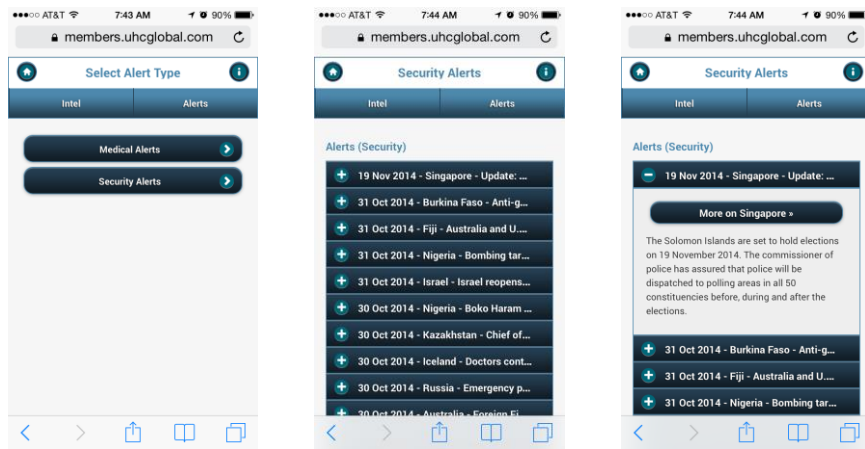 AT&T 7:43 AM 90%
members.uhcglobal.com
Select Alert Type
Intel Alerts
Medical Alerts
Security Alerts
AT&T 7:44 AM 90%
members.uhcglobal.com
Security Alerts
Intel Alerts
Alerts (Security)
19 Nov 2014 - Singapore - Update: ...
31 Oct 2014 - Burkina Faso - Anti-g...
31 Oct 2014 - Fiji - Australia and U....
31 Oct 2014 - Nigeria - Bombing tar...
31 Oct 2014 - Israel - Israel reopens...
30 Oct 2014 - Nigeria - Boko Haram ...
30 Oct 2014 - Kazakhstan - Chief of...
30 Oct 2014 - Iceland - Doctors cont...
30 Oct 2014 - Russia - Emergency p...
30 Oct 2014 - Australia - Foreign Fi...
AT&T 7:44 AM 90%
members.uhcglobal.com
Security Alerts
Intel Alerts
Alerts (Security)
19 Nov 2014 - Singapore - Update: ...
More on Singapore »
The Solomon Islands are set to hold elections
on 19 November 2014. The commissioner of
police has assured that police will be
dispatched to polling areas in all 50
constituencies before, during and after the
elections.
31 Oct 2014 - Burkina Faso - Anti-g...
31 Oct 2014 - Fiji - Australia and U....
31 Oct 2014 - Nigeria - Bombing tar...